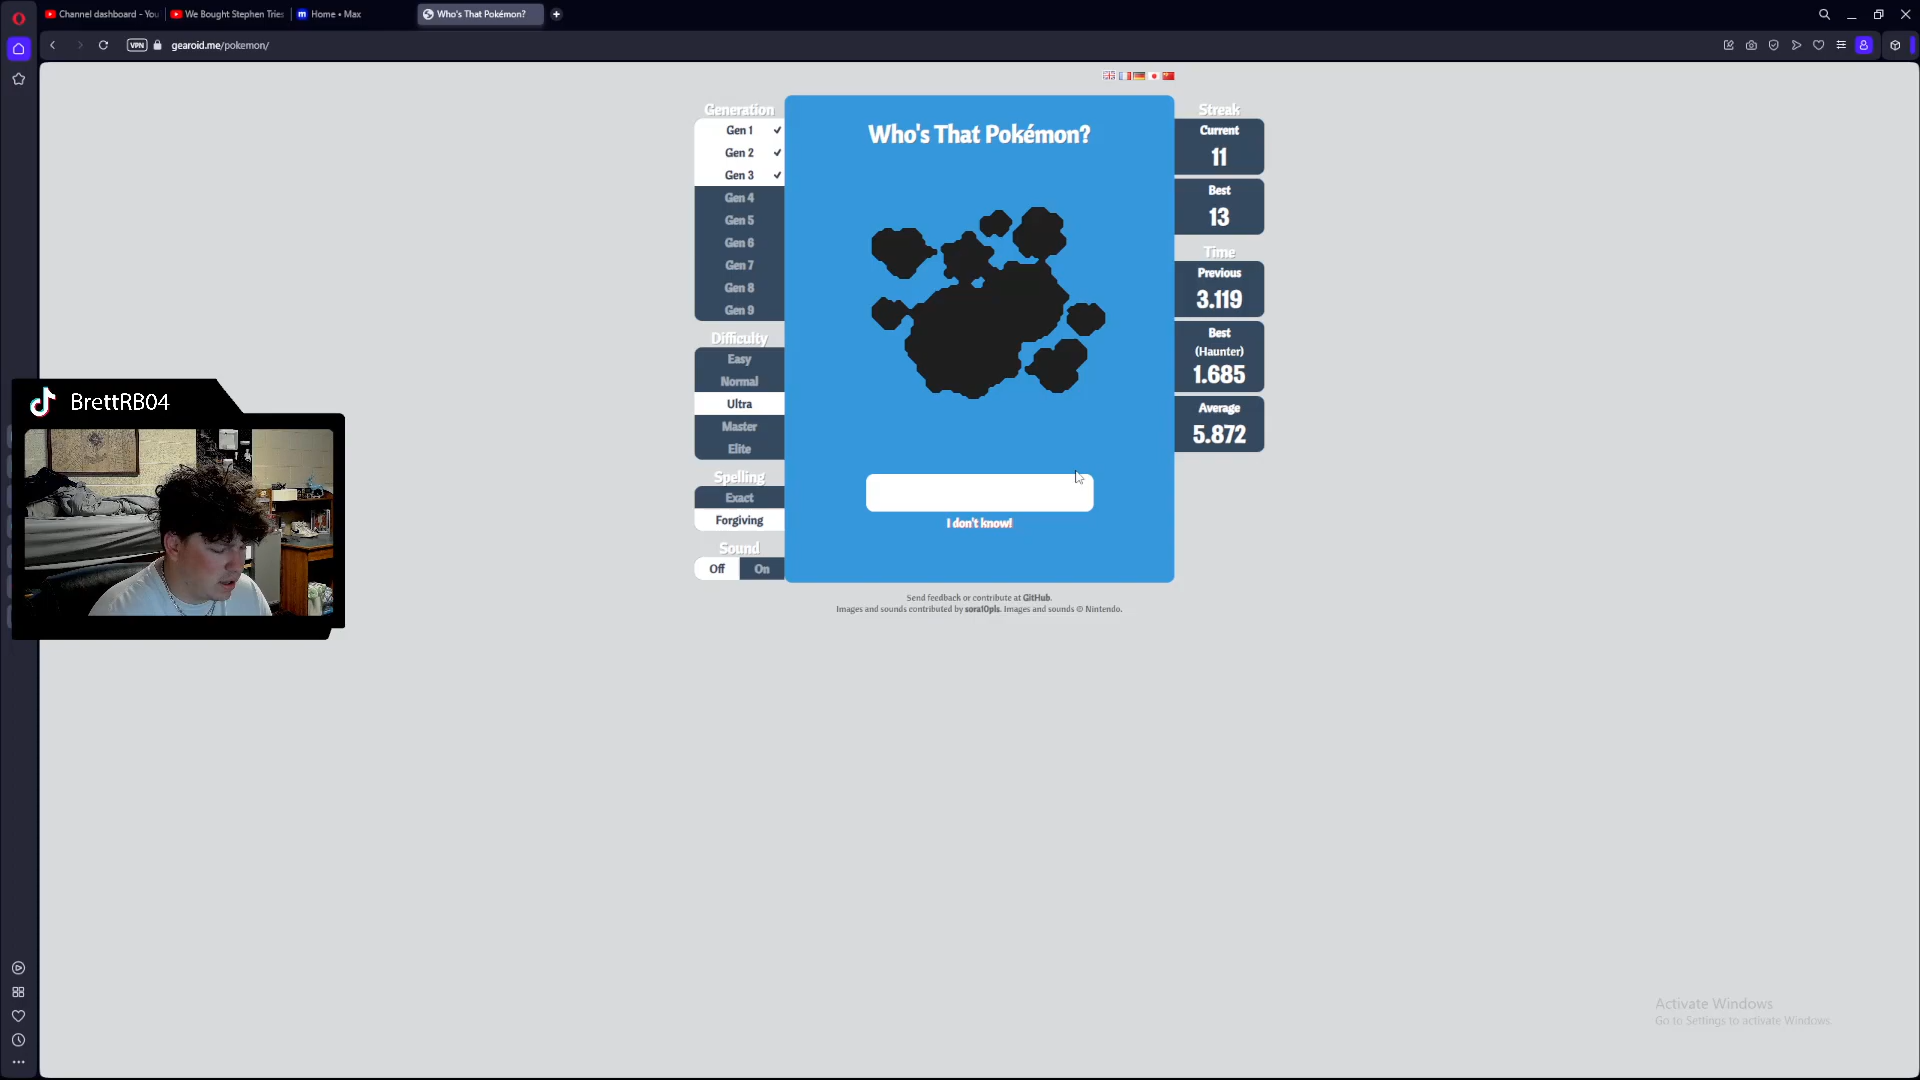 Channel dashboard - You
We Bought Stephen Tries
Home • Max
Who's That Pokémon?
VPN
gearoid.me/pokemon/
Generation
Gen 1
Gen 2
Gen 3
Gen 4
Gen 5
Gen 6
Gen 7
Gen 8
Gen 9
Difficulty
Easy
Normal
Ultra
Master
Elite
Spelling
Exact
Forgiving
Sound
Off On
Who's That Pokémon?
I don't know!
Streak
Current
11
Best
13
Time
Previous
3.119
Best
(Haunter)
1.685
Average
5.872
Send feedback or contribute at GitHub.
Images and sounds contributed by sora10pls. Images and sounds © Nintendo.
BrettRB04
Activate Windows
Go to Settings to activate Windows.